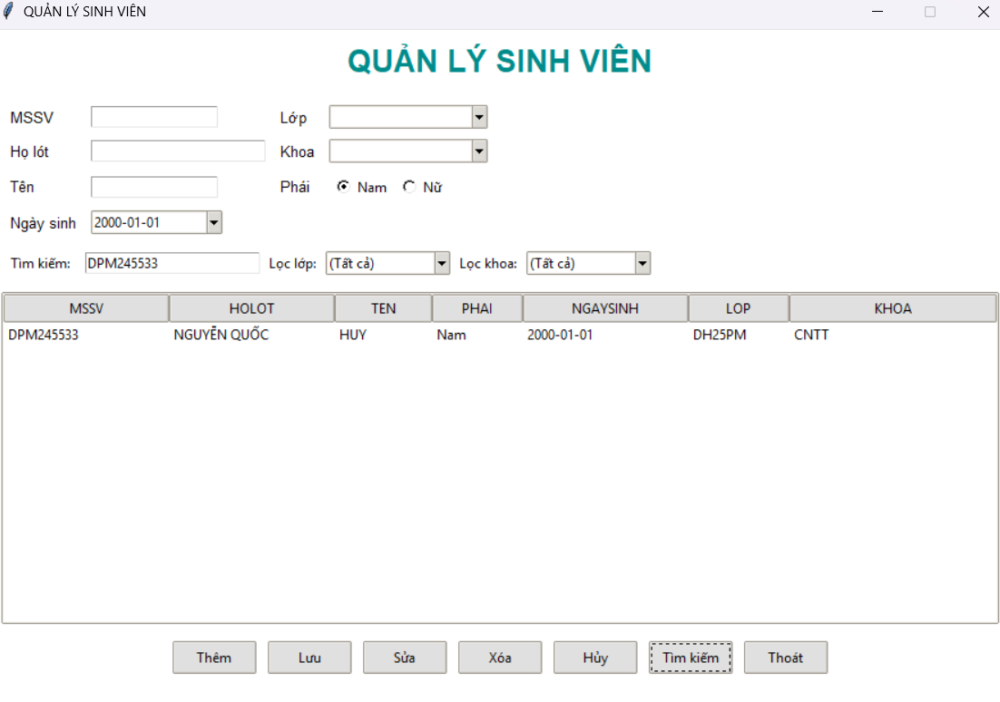 QUẢN LÝ SINH VIÊN
QUẢN LÝ SINH VIÊN
MSSV Lớp
Họ lót Khoa
Tên Phái Nam Nữ
Ngày sinh 2000-01-01
Tìm kiếm: DPM245533 Lọc lớp: (Tất cả) Lọc khoa: (Tất cả)
MSSV HOLOT TEN PHAI NGAYSINH LOP KHOA
DPM245533 NGUYỄN QUỐC HUY Nam 2000-01-01 DH25PM CNTT
Thêm Lưu Sửa Xóa Hủy Tìm kiếm Thoát